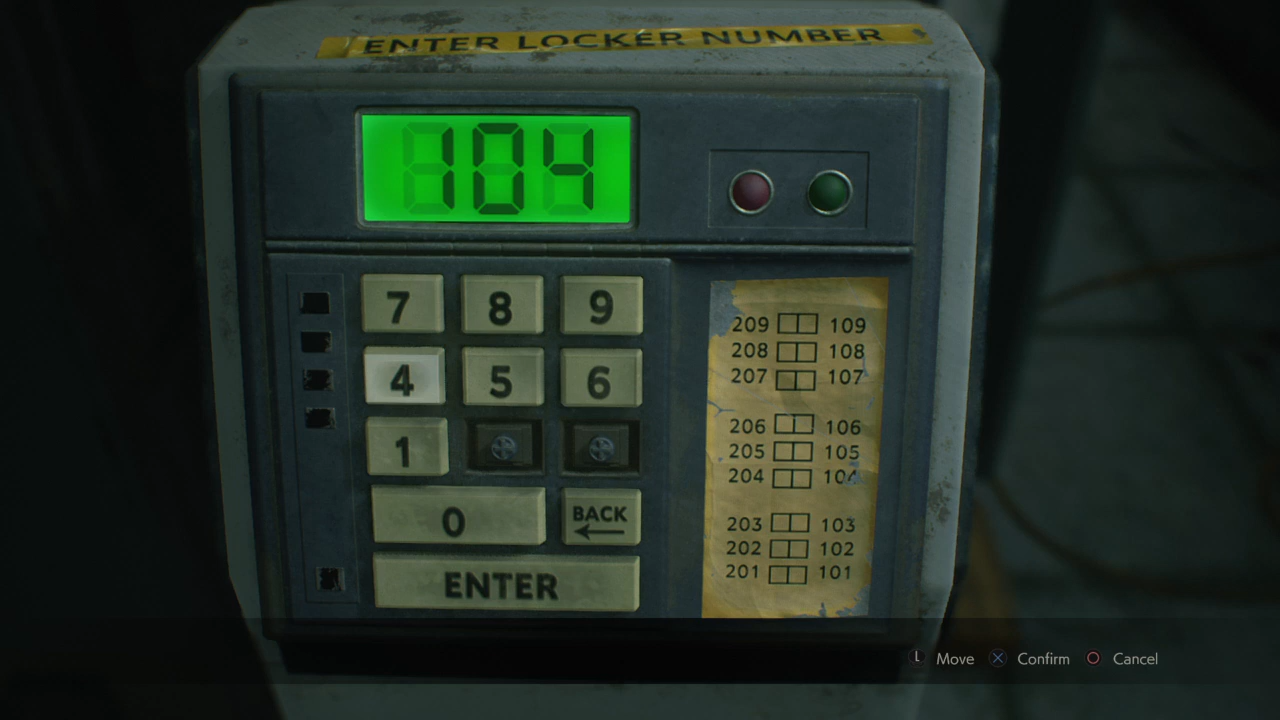 ENTER LOCKER NUMBER
104
7 8 9
4 5 6
1
0 BACK
ENTER
209 109
208 108
207 107
206 106
205 105
204 104
203 103
202 102
201 101
L Move Confirm Cancel